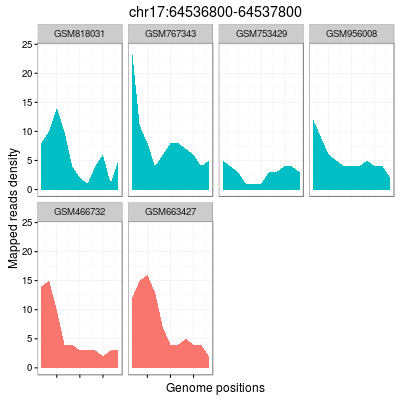 chr17:64536800-64537800
GSM818031 GSM767343 GSM753429 GSM956008
25
20
15
10
5
0
GSM466732 GSM663427
25
20
15
10
5
0
Mapped reads density
Genome positions